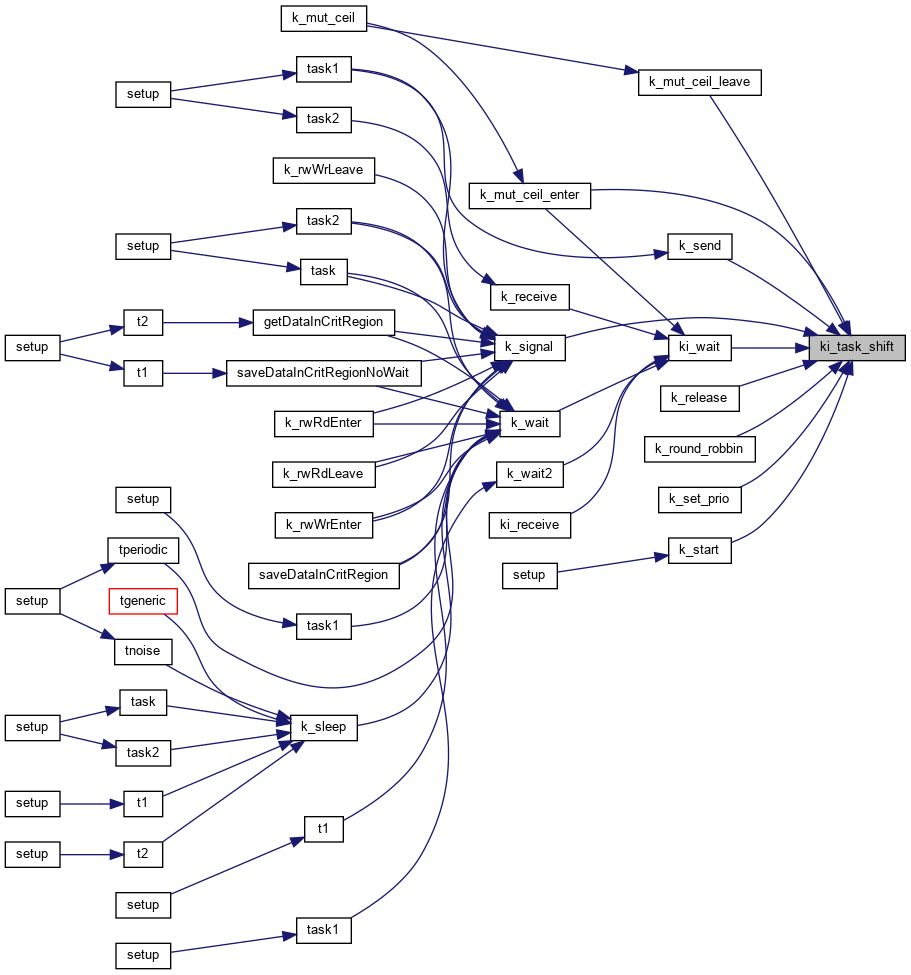 k_mut_ceil
task1
k_mut_ceil_leave
setup
task2
k_rwWrLeave
k_mut_ceil_enter
task2
setup
k_send
task
k_receive
t2
getDataInCritRegion
setup
k_signal
ki_wait
ki_task_shift
t1
saveDataInCritRegionNoWait
k_release
k_rwRdEnter
k_wait
k_round_robbin
k_rwRdLeave
k_wait2
setup
k_set_prio
k_rwWrEnter
ki_receive
tperiodic
k_start
saveDataInCritRegion
setup
setup
tgeneric
task1
tnoise
task
setup
k_sleep
task2
setup
t1
t1
setup
t2
setup
task1
setup